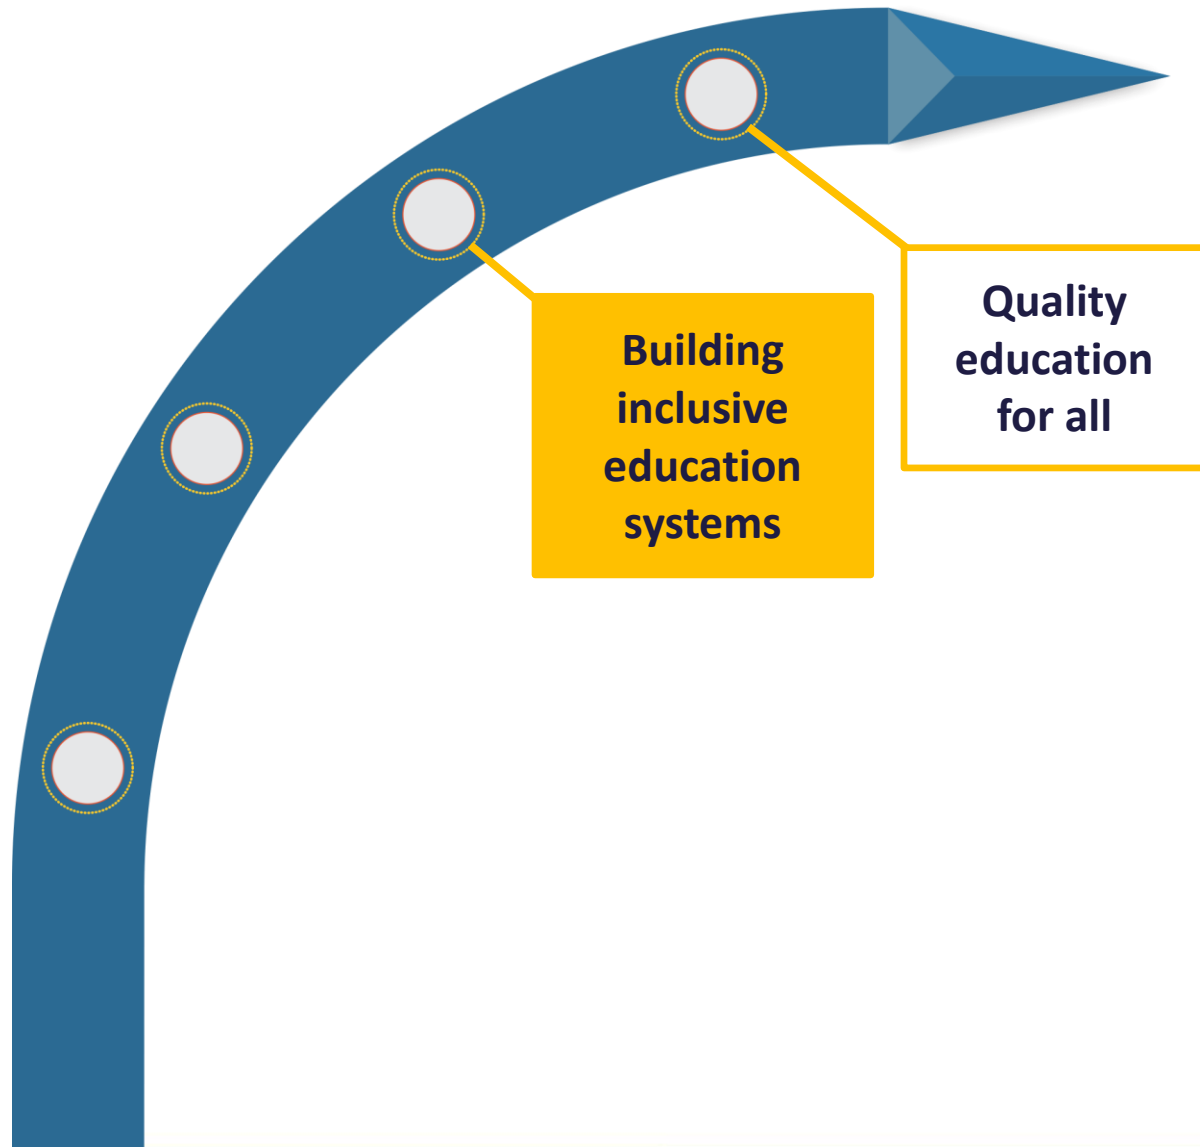 Building
inclusive
education
systems
Quality
education
for all